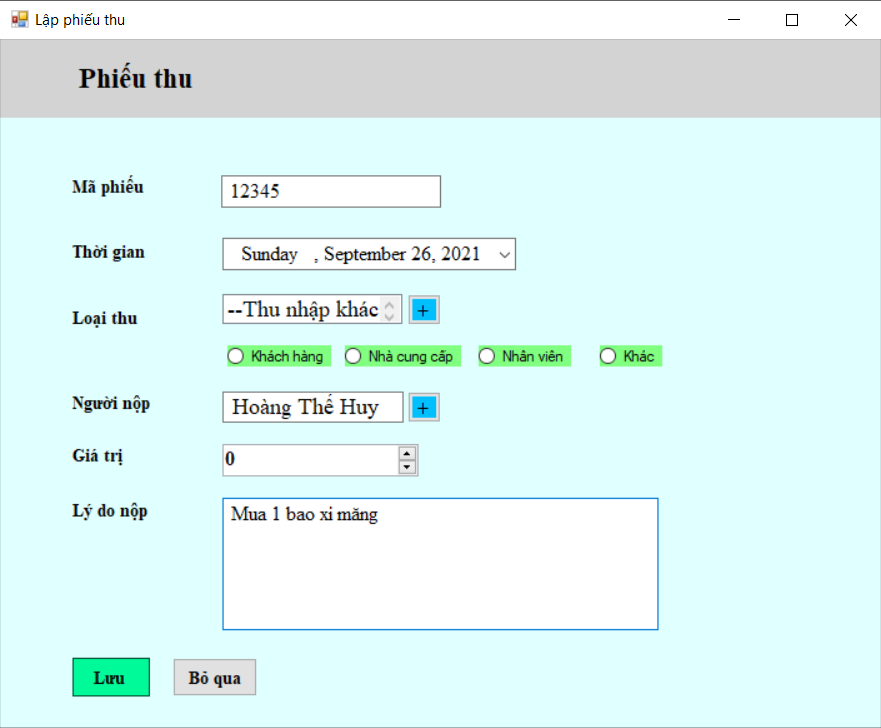 Lập phiếu thu
Phiếu thu
Mã phiếu 12345
Thời gian Sunday , September 26, 2021
Loại thu --Thu nhập khác +
Khách hàng Nhà cung cấp Nhân viên Khác
Người nộp Hoàng Thế Huy +
Giá trị 0
Lý do nộp Mua 1 bao xi măng
Lưu Bỏ qua